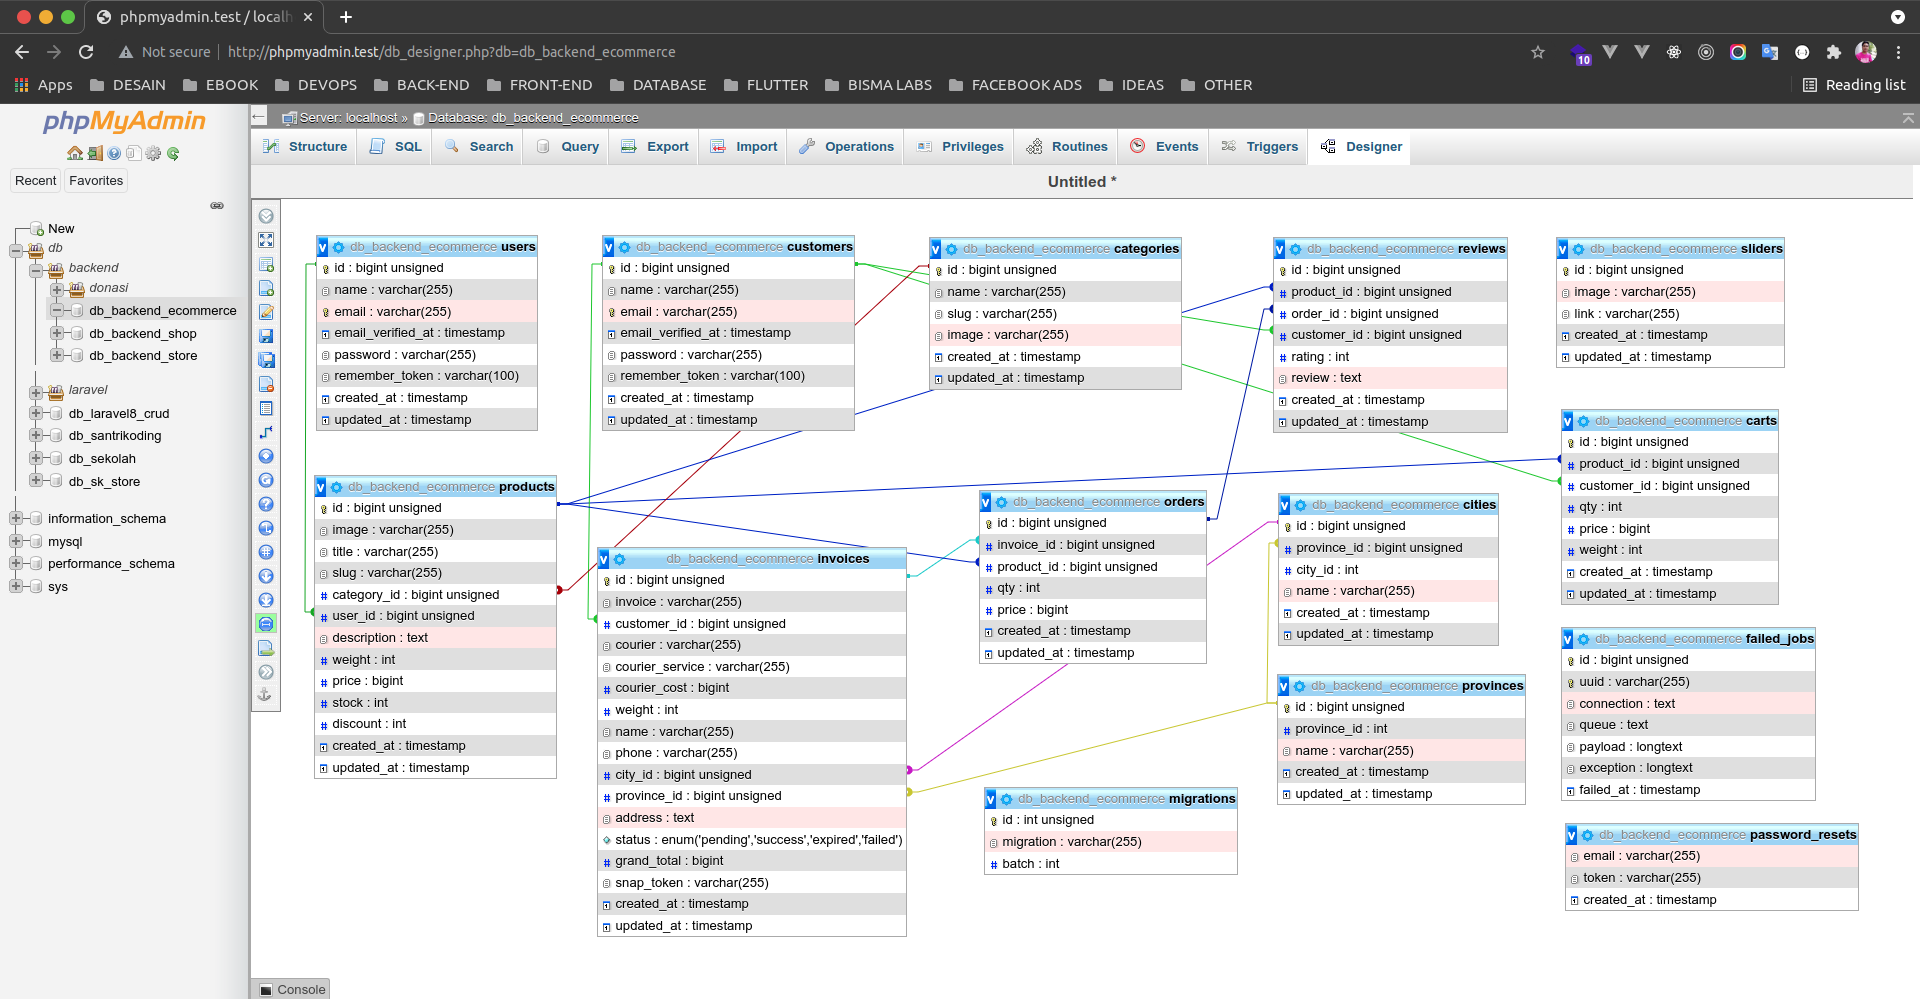 phpmyadmin.test / localh
Not secure
http://phpmyadmin.test/db_designer.php?db=db_backend_ecommerce
10
Apps
DESAIN
EBOOK
DEVOPS
BACK-END
FRONT-END
DATABASE
FLUTTER
BISMA LABS
FACEBOOK ADS
IDEAS
OTHER
Reading list
phpMyAdmin
Recent
Favorites
New
db
backend
donasi
db_backend_ecommerce
db_backend_shop
db_backend_store
laravel
db_laravel8_crud
db_santrikoding
db_sekolah
db_sk_store
information_schema
mysql
performance_schema
sys
Server: localhost » Database: db_backend_ecommerce
Structure
SQL
Search
Query
Export
Import
Operations
Privileges
Routines
Events
Triggers
Designer
Untitled *
db_backend_ecommerce users
id : bigint unsigned
name : varchar(255)
email : varchar(255)
email_verified_at : timestamp
password : varchar(255)
remember_token : varchar(100)
created_at : timestamp
updated_at : timestamp
db_backend_ecommerce customers
id : bigint unsigned
name : varchar(255)
email : varchar(255)
email_verified_at : timestamp
password : varchar(255)
remember_token : varchar(100)
created_at : timestamp
updated_at : timestamp
db_backend_ecommerce categories
id : bigint unsigned
name : varchar(255)
slug : varchar(255)
image : varchar(255)
created_at : timestamp
updated_at : timestamp
db_backend_ecommerce reviews
id : bigint unsigned
product_id : bigint unsigned
order_id : bigint unsigned
customer_id : bigint unsigned
rating : int
review : text
created_at : timestamp
updated_at : timestamp
db_backend_ecommerce sliders
id : bigint unsigned
image : varchar(255)
link : varchar(255)
created_at : timestamp
updated_at : timestamp
db_backend_ecommerce carts
id : bigint unsigned
product_id : bigint unsigned
customer_id : bigint unsigned
qty : int
price : bigint
weight : int
created_at : timestamp
updated_at : timestamp
db_backend_ecommerce products
id : bigint unsigned
image : varchar(255)
title : varchar(255)
slug : varchar(255)
category_id : bigint unsigned
user_id : bigint unsigned
description : text
weight : int
price : bigint
stock : int
discount : int
created_at : timestamp
updated_at : timestamp
db_backend_ecommerce invoices
id : bigint unsigned
invoice : varchar(255)
customer_id : bigint unsigned
courier : varchar(255)
courier_service : varchar(255)
courier_cost : bigint
weight : int
name : varchar(255)
phone : varchar(255)
city_id : bigint unsigned
province_id : bigint unsigned
address : text
status : enum('pending','success','expired','failed')
grand_total : bigint
snap_token : varchar(255)
created_at : timestamp
updated_at : timestamp
db_backend_ecommerce orders
id : bigint unsigned
invoice_id : bigint unsigned
product_id : bigint unsigned
qty : int
price : bigint
created_at : timestamp
updated_at : timestamp
db_backend_ecommerce cities
id : bigint unsigned
province_id : bigint unsigned
city_id : int
name : varchar(255)
created_at : timestamp
updated_at : timestamp
db_backend_ecommerce provinces
id : bigint unsigned
province_id : int
name : varchar(255)
created_at : timestamp
updated_at : timestamp
db_backend_ecommerce migrations
id : int unsigned
migration : varchar(255)
batch : int
db_backend_ecommerce failed_jobs
id : bigint unsigned
uuid : varchar(255)
connection : text
queue : text
payload : longtext
exception : longtext
failed_at : timestamp
db_backend_ecommerce password_resets
email : varchar(255)
token : varchar(255)
created_at : timestamp
Console